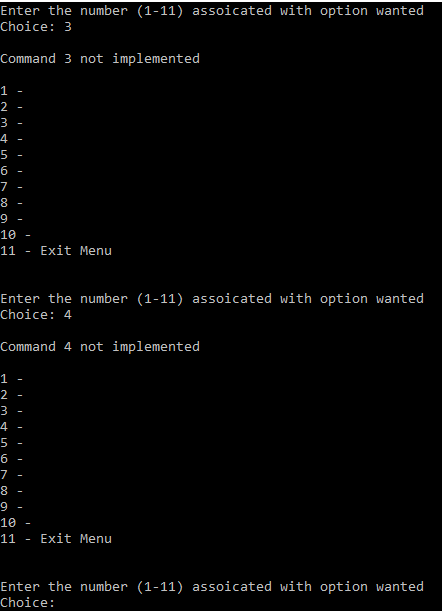 Enter the number (1-11) assoicated with option wanted
Choice: 3
Command 3 not implemented
1 -
2 -
3 -
4 -
5 -
6 -
7 -
8 -
9 -
10 -
11 - Exit Menu
Enter the number (1-11) assoicated with option wanted
Choice: 4
Command 4 not implemented
1 -
2 -
3 -
4 -
5 -
6 -
7 -
8 -
9 -
10 -
11 - Exit Menu
Enter the number (1-11) assoicated with option wanted
Choice: